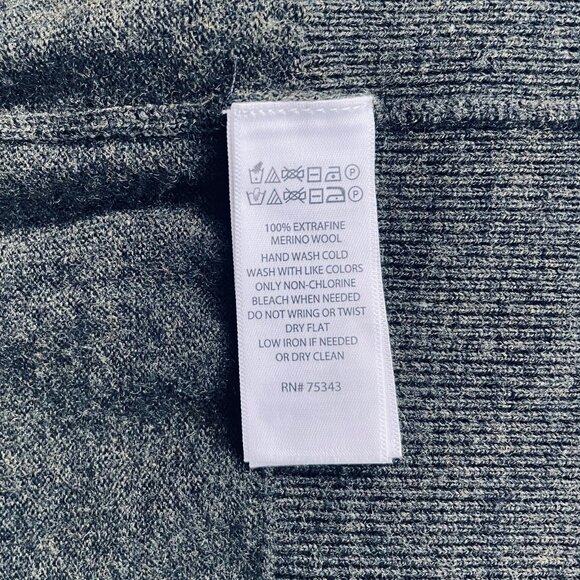 P
P
100% EXTRAFINE
MERINO WOOL
HAND WASH COLD
WASH WITH LIKE COLORS
ONLY NON-CHLORINE
BLEACH WHEN NEEDED
DO NOT WRING OR TWIST
DRY FLAT
LOW IRON IF NEEDED
OR DRY CLEAN
RN# 75343